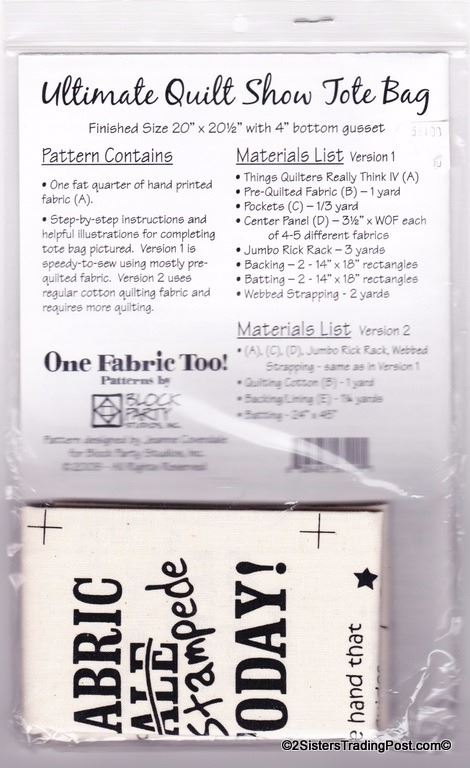 Ultimate Quilt Show Tote Bag
Finished Size 20" x 20½" with 4" bottom gusset
Pattern Contains
• One fat quarter of hand printed
fabric (A).
• Step-by-step instructions and
helpful illustrations for completing
tote bag pictured. Version 1 is
speedy-to-sew using mostly pre-
quilted fabric. Version 2 uses
regular cotton quilting fabric and
requires more quilting.
Materials List Version 1
• Things Quilters Really Think IV (A)
• Pre-Quilted Fabric (B) – 1 yard
• Pockets (C) – 1/3 yard
• Center Panel (D) – 3½" x WOF each
of 4-5 different fabrics
• Jumbo Rick Rack – 3 yards
• Backing – 2 - 14" x 18" rectangles
• Batting – 2 - 14" x 18" rectangles
• Webbed Strapping - 2 yards
Materials List Version 2
• (A), (C), (D), Jumbo Rick Rack, Webbed
Strapping - same as in Version 1
• Quilting Cotton (B) - 1 yard
• Backing/Lining (E) - yards
• Batting - 24" x 45"
One Fabric Too!
Patterns by
BLOCK
PARTY
STUDIOS, INC.
Pattern designed by Jeanne
for Block Party Studios, Inc.
All Rights Reserved
ABRIC
ALE
Stampede
ODAY!
e hand that
©2SistersTradingPost.com©